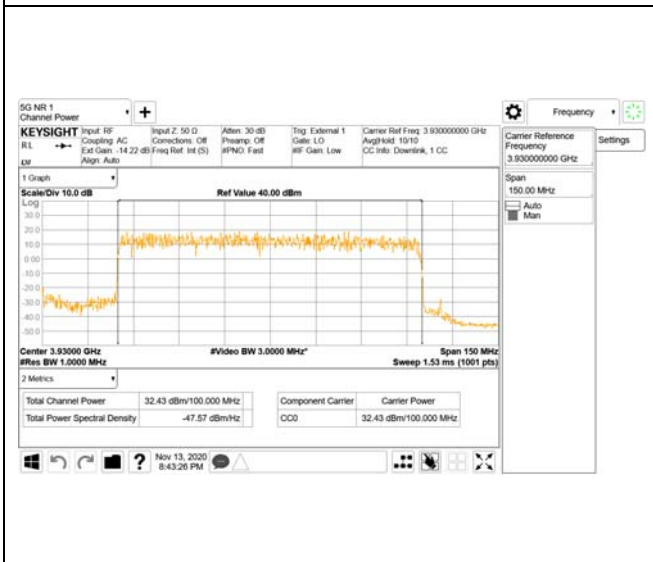 5G NR 1
Channel Power
+
Frequency
KEYSIGHT Input: RF Input Z: 50 Ω Atten: 30 dB Trig: External 1 Carrier Ref Freq: 3.930000000 GHz
RL Coupling: AC Corrections: Off Preamp: Off Gate: LO Avg|Hold: 10/10
Ext Gain: -14.22 dB Freq Ref: Int (S) #PNO: Fast #IF Gain: Low CC Info: Downlink, 1 CC
Align: Auto
Carrier Reference
Frequency
3.930000000 GHz
Settings
Span
150.00 MHz
Auto
Man
1 Graph
Scale/Div 10.0 dB Ref Value 40.00 dBm
Log
30.0
20.0
10.0
0.00
-10.0
-20.0
-30.0
-40.0
-50.0
Center 3.93000 GHz #Video BW 3.0000 MHz* Span 150 MHz
#Res BW 1.0000 MHz Sweep 1.53 ms (1001 pts)
2 Metrics
Total Channel Power 32.43 dBm/100.000 MHz
Total Power Spectral Density -47.57 dBm/Hz
Component Carrier Carrier Power
CC0 32.43 dBm/100.000 MHz
? Nov 13, 2020
8:43:26 PM